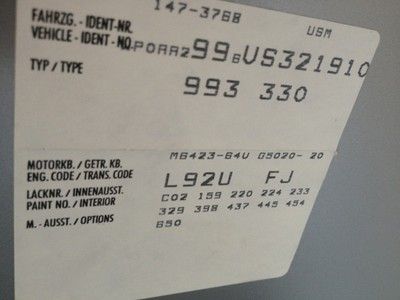 147-3768 USM
FAHRZG. - IDENT-NR.
VEHICLE - IDENT - NO. POAA299BUS321910
TYP / TYPE 993 330
MOTORKB. / GETR. KB. M6423-64U G5020- 20
ENG. CODE / TRANS. CODE L92U FJ
LACKNR. / INNENAUSST. C02 159 220 224 233
PAINT NO. / INTERIOR 329 398 437 445 454
M. - AUSST. / OPTIONS 650